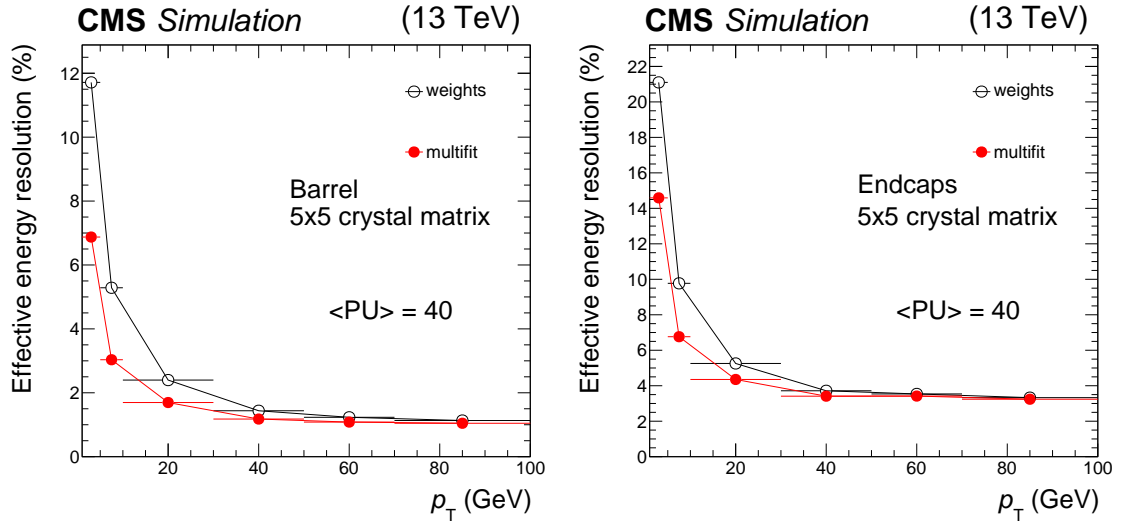 CMS Simulation (13 TeV)
Effective energy resolution (%)
12
10
8
6
4
2
0
weights
multifit
Barrel
5x5 crystal matrix
<PU> = 40
20 40 60 80 100
p_T (GeV)
CMS Simulation (13 TeV)
Effective energy resolution (%)
22
20
18
16
14
12
10
8
6
4
2
0
weights
multifit
Endcaps
5x5 crystal matrix
<PU> = 40
20 40 60 80 100
p_T (GeV)